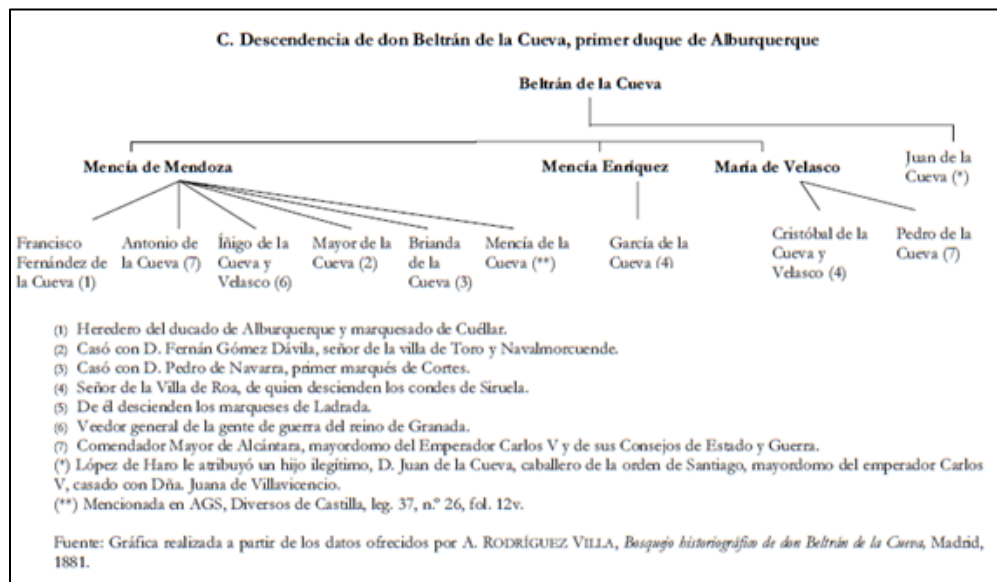 C. Descendencia de don Beltrán de la Cueva, primer duque de Alburquerque
Beltrán de la Cueva
Mencía de Mendoza
Mencía Enríquez
María de Velasco
Juan de la
Cueva (*)
Francisco
Fernández de
la Cueva (1)
Antonio de
la Cueva (7)
Íñigo de la
Cueva y
Velasco (6)
Mayor de la
Cueva (2)
Brianda
de la
Cueva (3)
Mencía de la
Cueva (**)
García de la
Cueva (4)
Cristóbal de la
Cueva y
Velasco (4)
Pedro de la
Cueva (7)
(1) Heredero del ducado de Alburquerque y marquesado de Cuéllar.
(2) Casó con D. Fernán Gómez Dávila, señor de la villa de Toro y Navalmorcuende.
(3) Casó con D. Pedro de Navarra, primer marqués de Cortes.
(4) Señor de la Villa de Roa, de quien descienden los condes de Siruela.
(5) De él descienden los marqueses de Ladrada.
(6) Veedor general de la gente de guerra del reino de Granada.
(7) Comendador Mayor de Alcántara, mayordomo del Emperador Carlos V y de sus Consejos de Estado y Guerra.
(*) López de Haro le atribuyó un hijo ilegítimo, D. Juan de la Cueva, caballero de la orden de Santiago, mayordomo del emperador Carlos
V, casado con Dña. Juana de Villavicencio.
(**) Mencionada en AGS, Diversos de Castilla, leg. 37, n.º 26, fol. 12v.
Fuente: Gráfica realizada a partir de los datos ofrecidos por A. RODRÍGUEZ VILLA, Bosquejo historiográfico de don Beltrán de la Cueva, Madrid,
1881.